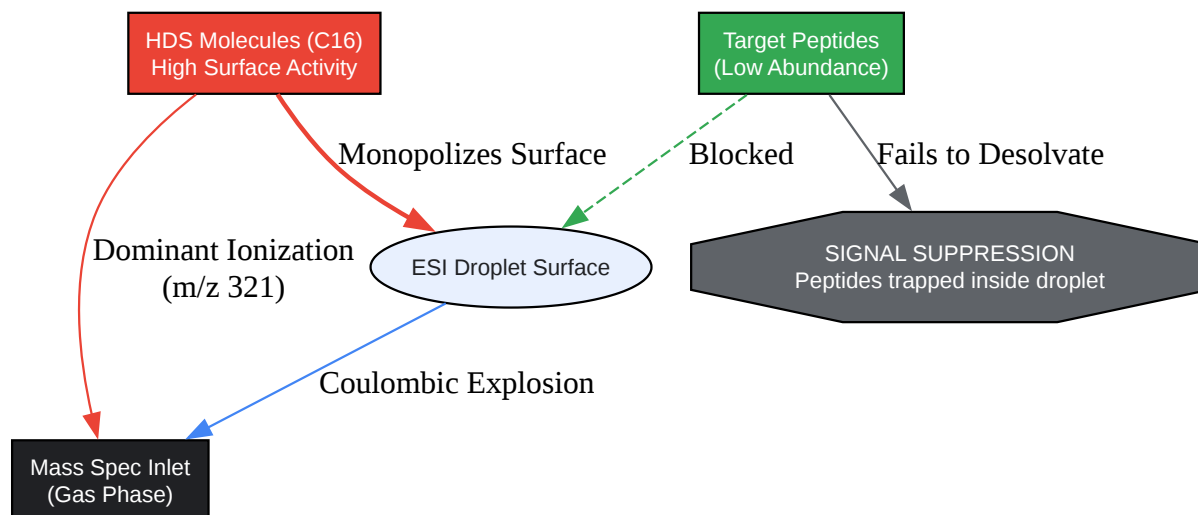 HDS Molecules (C16)
High Surface Activity
Target Peptides
(Low Abundance)
Monopolizes Surface
Blocked
Fails to Desolvate
Dominant Ionization
(m/z 321)
ESI Droplet Surface
SIGNAL SUPPRESSION
Peptides trapped inside droplet
Coulombic Explosion
Mass Spec Inlet
(Gas Phase)